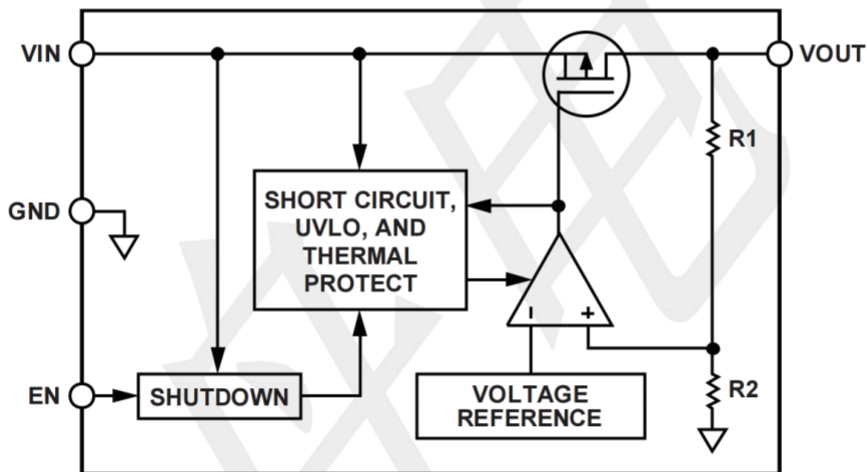 VIN
VOUT
R1
GND
SHORT CIRCUIT,
UVLO, AND
THERMAL
PROTECT
- +
EN
SHUTDOWN
VOLTAGE
REFERENCE
R2